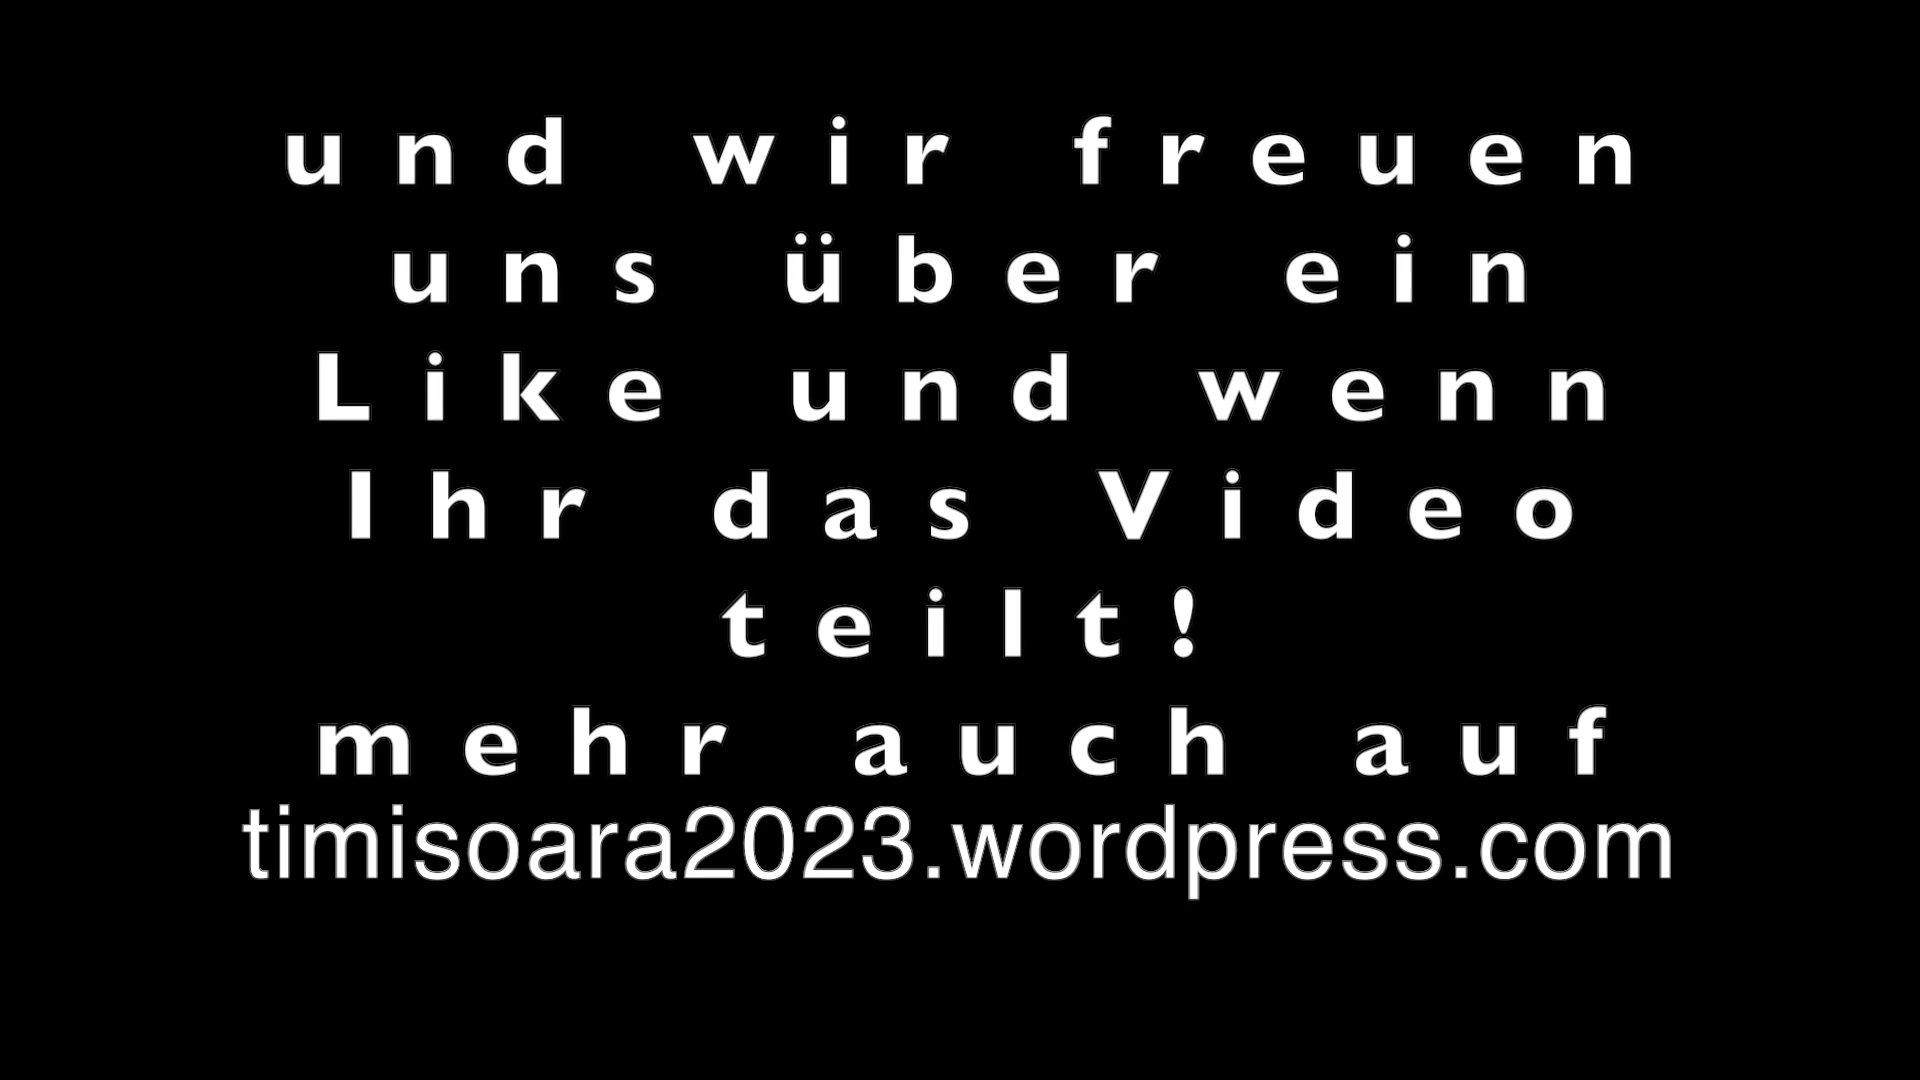 und wir freuen
uns über ein
Like und wenn
Ihr das Video
teilt!
mehr auch auf
timisoara2023.wordpress.com